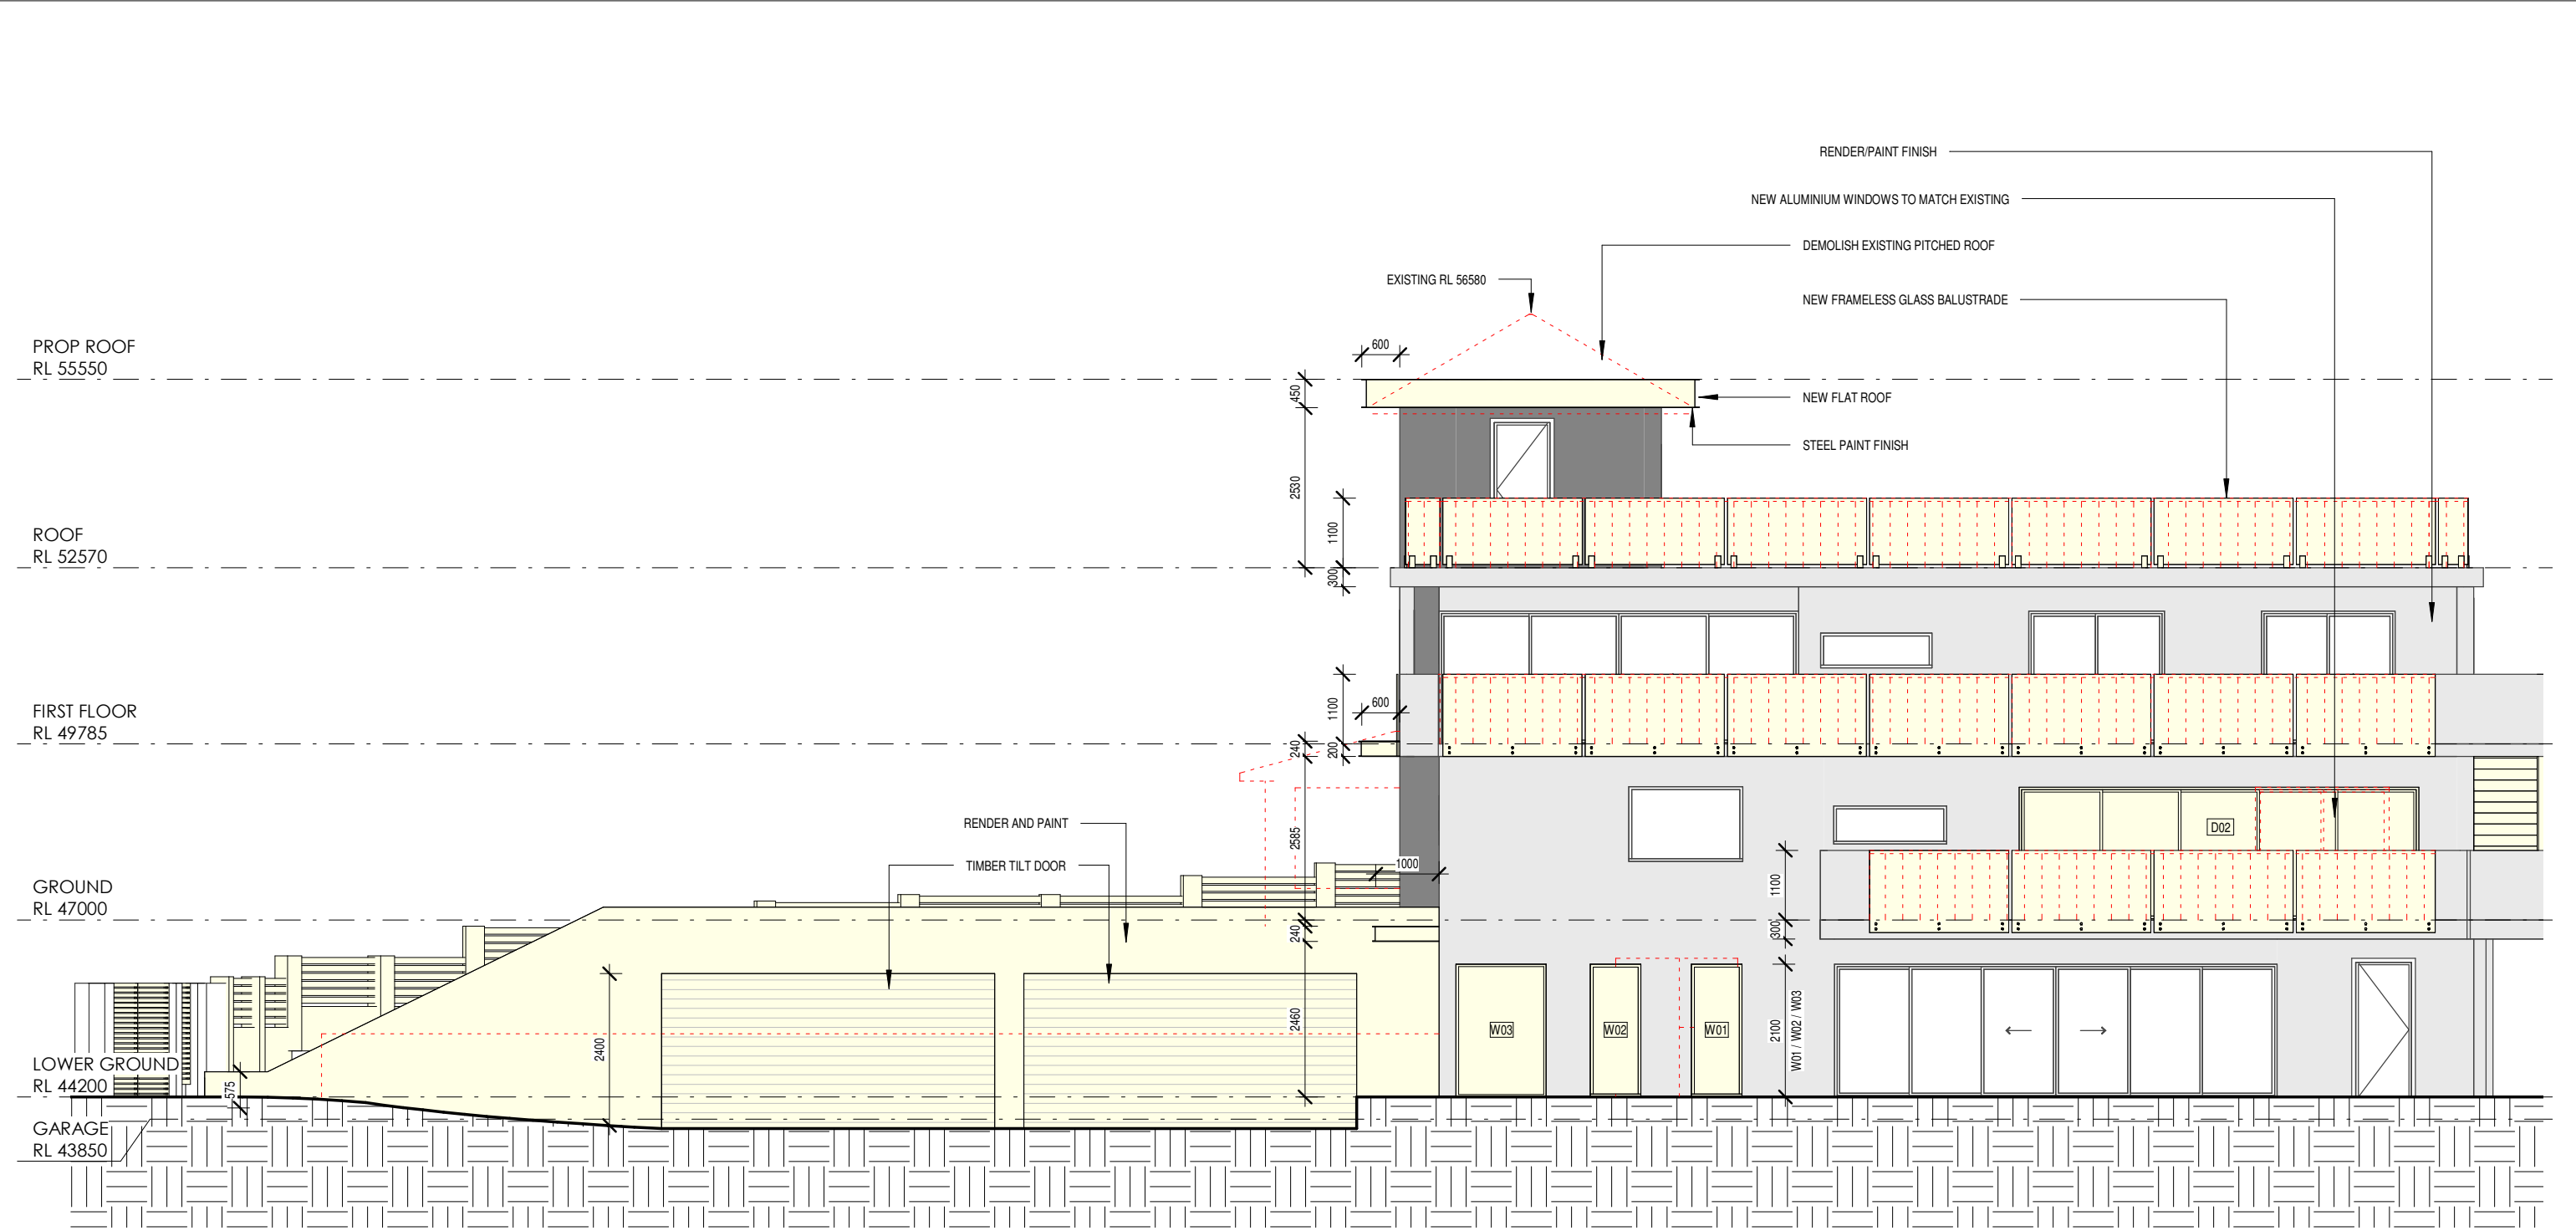 RENDER/PAINT FINISH
NEW ALUMINIUM WINDOWS TO MATCH EXISTING
DEMOLISH EXISTING PITCHED ROOF
EXISTING RL 56580
NEW FRAMELESS GLASS BALUSTRADE
PROP ROOF
RL 55550
600
450
NEW FLAT ROOF
STEEL PAINT FINISH
2530
1100
ROOF
RL 52570
300
FIRST FLOOR
RL 49785
1100
600
240
200
RENDER AND PAINT
2585
D02
TIMBER TILT DOOR
1000
GROUND
RL 47000
1100
240
300
2460
2400
W03
W02
W01
2100
W01 / W02 / W03
LOWER GROUND
RL 44200
575
GARAGE
RL 43850